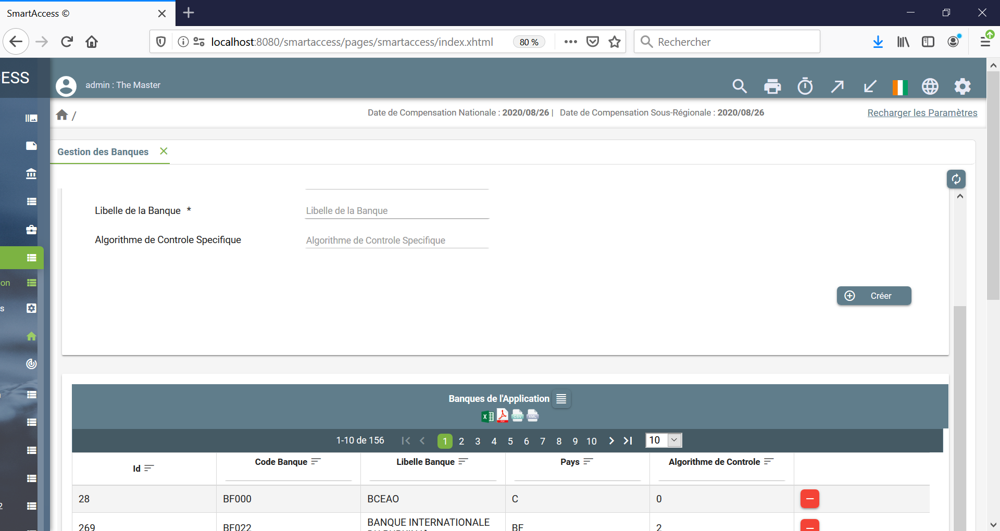 SmartAccess ©
localhost:8080/smartaccess/pages/smartaccess/index.xhtml
80 %
Rechercher
ESS
admin : The Master
/
Date de Compensation Nationale : 2020/08/26 | Date de Compensation Sous-Régionale : 2020/08/26
Recharger les Paramètres
Gestion des Banques
Libelle de la Banque *
Libelle de la Banque
Algorithme de Controle Specifique
Algorithme de Controle Specifique
on
s
Créer
Banques de l'Application
CSV
XML
1-10 de 156
1 2 3 4 5 6 7 8 9 10
10
Id
Code Banque
Libelle Banque
Pays
Algorithme de Controle
28 BF000 BCEAO C 0
269 BF022 BANQUE INTERNATIONALE BF 2
2